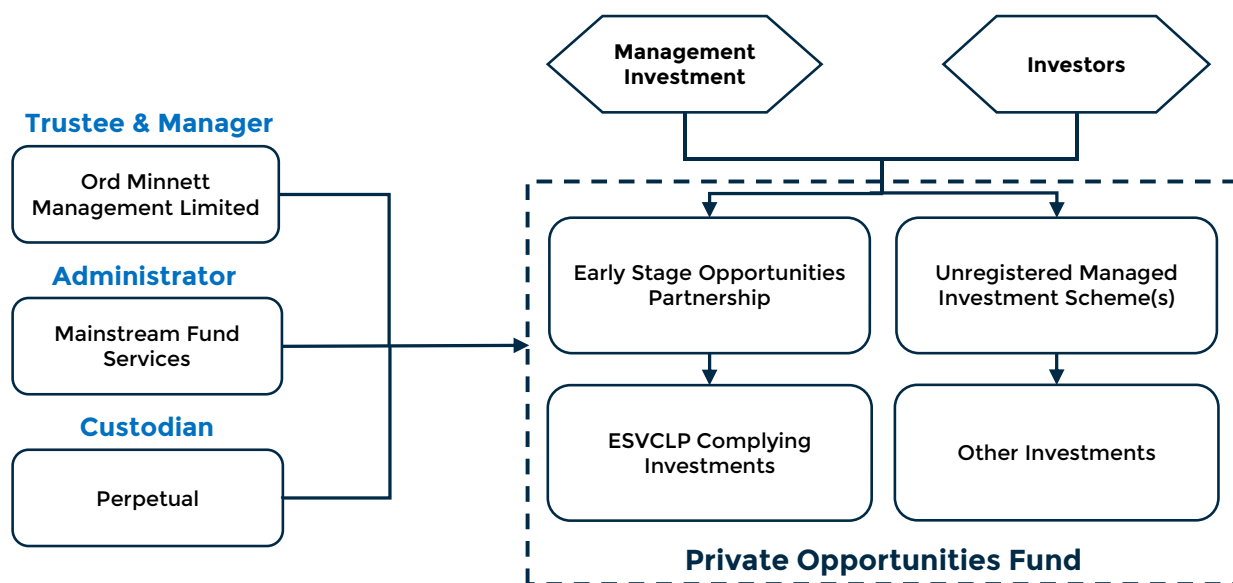 Management
Investment
Investors
Trustee & Manager
Ord Minnett
Management Limited
Administrator
Mainstream Fund
Services
Custodian
Perpetual
Early Stage Opportunities
Partnership
Unregistered Managed
Investment Scheme(s)
ESVCLP Complying
Investments
Other Investments
Private Opportunities Fund